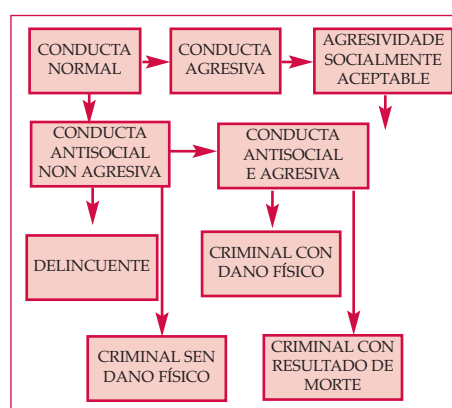 CONDUCTA
NORMAL
CONDUCTA
AGRESIVA
AGRESIVIDADE
SOCIALMENTE
ACEPTABLE
CONDUCTA
ANTISOCIAL
NON AGRESIVA
CONDUCTA
ANTISOCIAL
E AGRESIVA
DELINCUENTE
CRIMINAL CON
DANO FÍSICO
CRIMINAL SEN
DANO FÍSICO
CRIMINAL CON
RESULTADO DE
MORTE